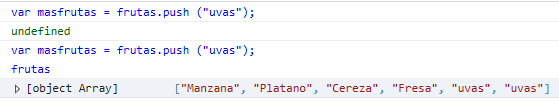 var masfrutas = frutas.push ("uvas");
undefined
var masfrutas = frutas.push ("uvas");
frutas
[object Array] ["Manzana", "Platano", "Cereza", "Fresa", "uvas", "uvas"]